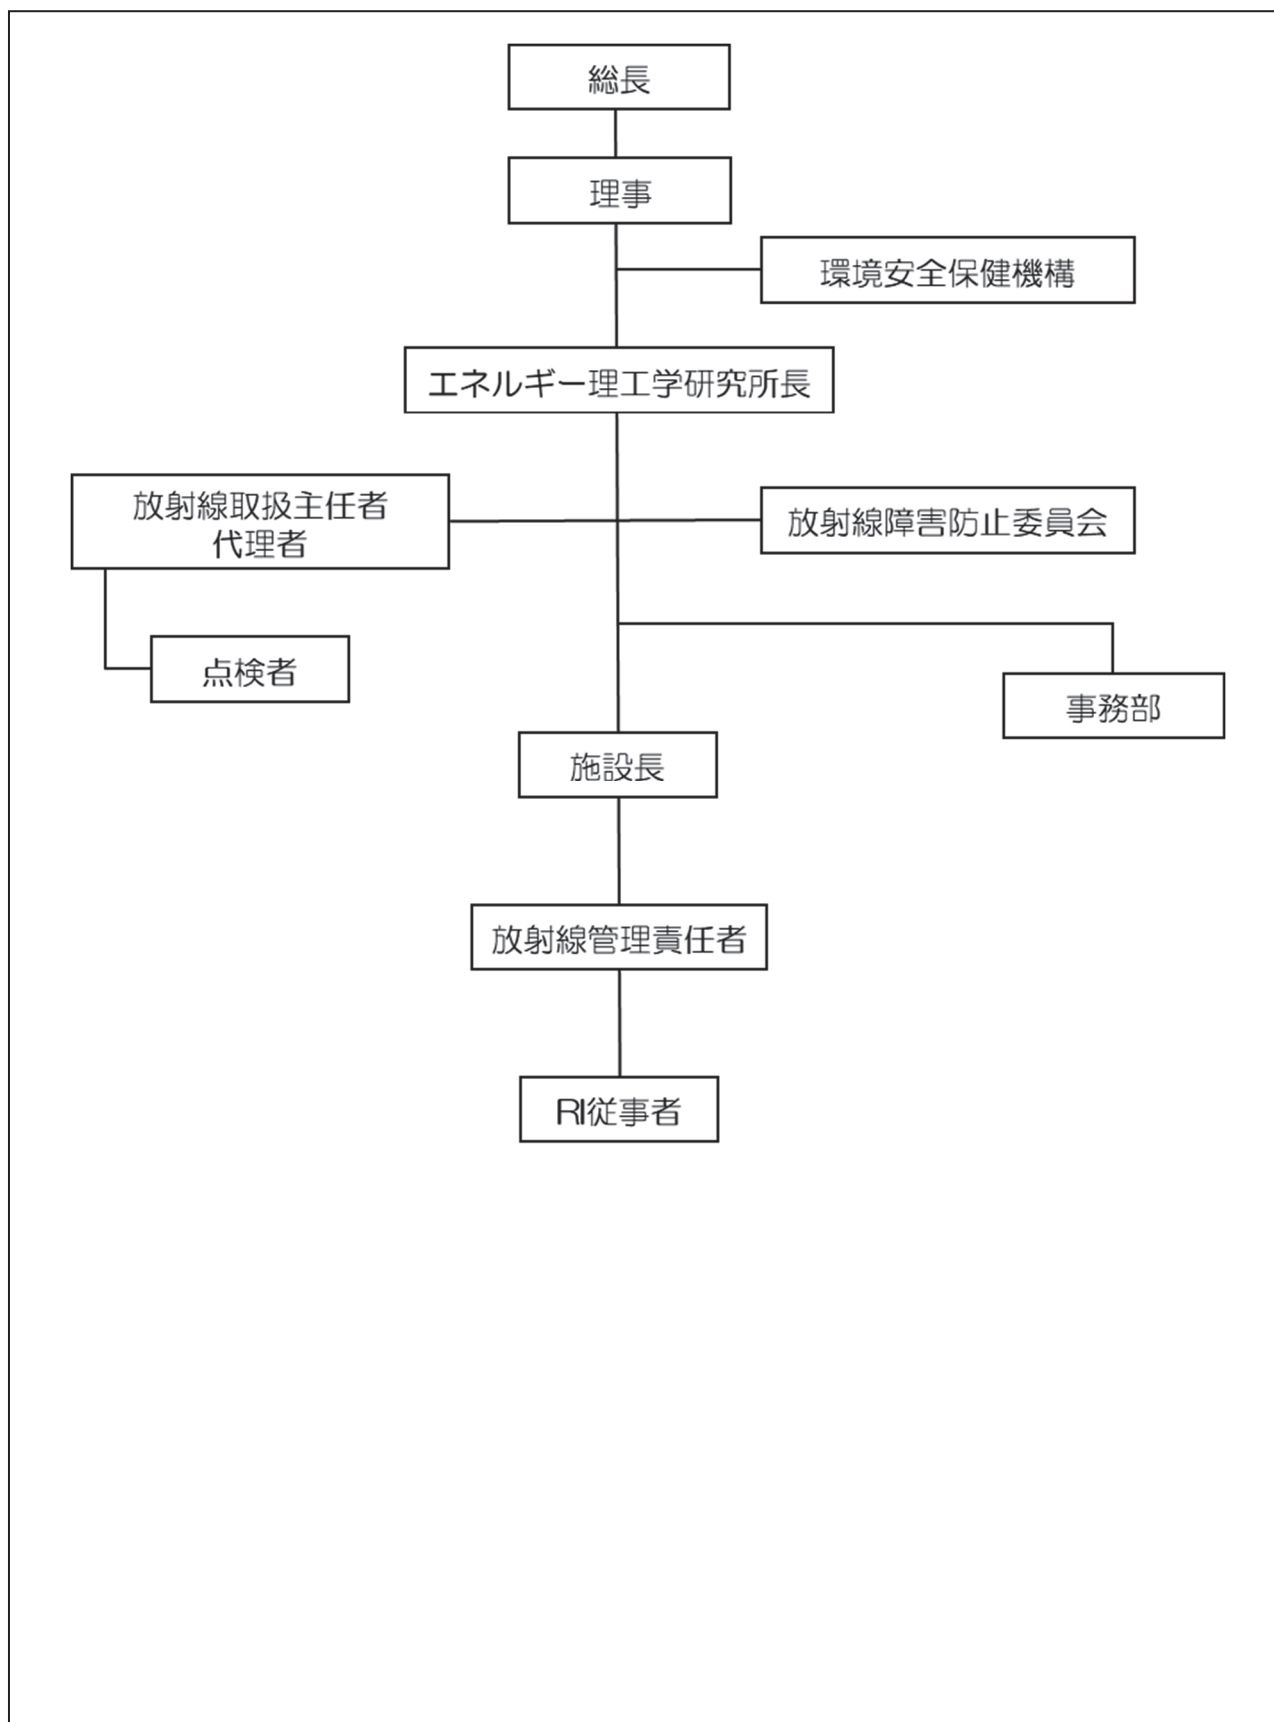 総長
理事
環境安全保健機構
エネルギー理工学研究所長
放射線取扱主任者
代理者
放射線障害防止委員会
点検者
事務部
施設長
放射線管理責任者
RI従事者